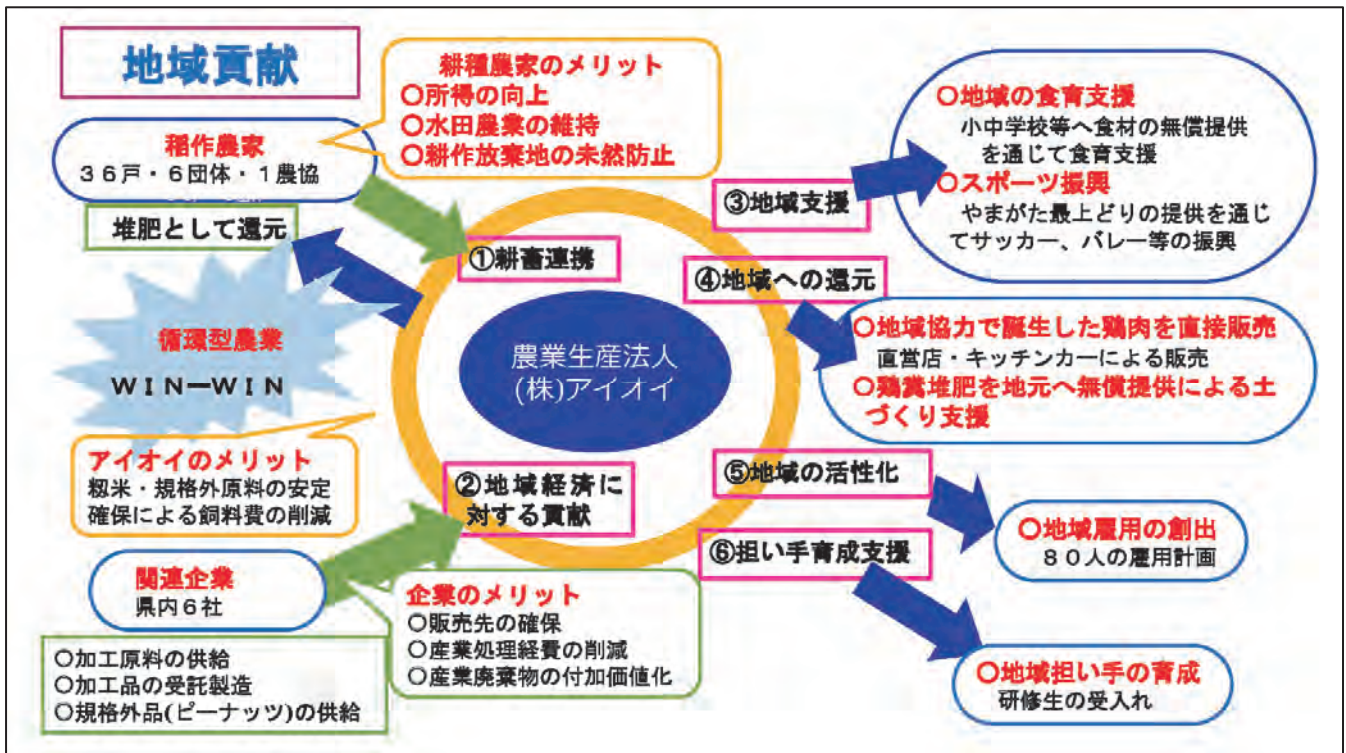 地域貢献
耕種農家のメリット
○所得の向上
○水田農業の維持
○耕作放棄地の未然防止
稲作農家
36戸・6団体・1農協
堆肥として還元
循環型農業
WIN－WIN
アイオイのメリット
籾米・規格外原料の安定
確保による飼料費の削減
関連企業
県内6社
○加工原料の供給
○加工品の受託製造
○規格外品(ピーナッツ)の供給
企業のメリット
○販売先の確保
○産業処理経費の削減
○産業廃棄物の付加価値化
①耕畜連携
農業生産法人
(株)アイオイ
②地域経済に
対する貢献
③地域支援
○地域の食育支援
小中学校等へ食材の無償提供
を通じて食育支援
○スポーツ振興
やまがた最上どりの提供を通じ
てサッカー、バレー等の振興
④地域への還元
○地域協力で誕生した鶏肉を直接販売
直営店・キッチンカーによる販売
○鶏糞堆肥を地元へ無償提供による土
づくり支援
⑤地域の活性化
○地域雇用の創出
80人の雇用計画
⑥担い手育成支援
○地域担い手の育成
研修生の受入れ